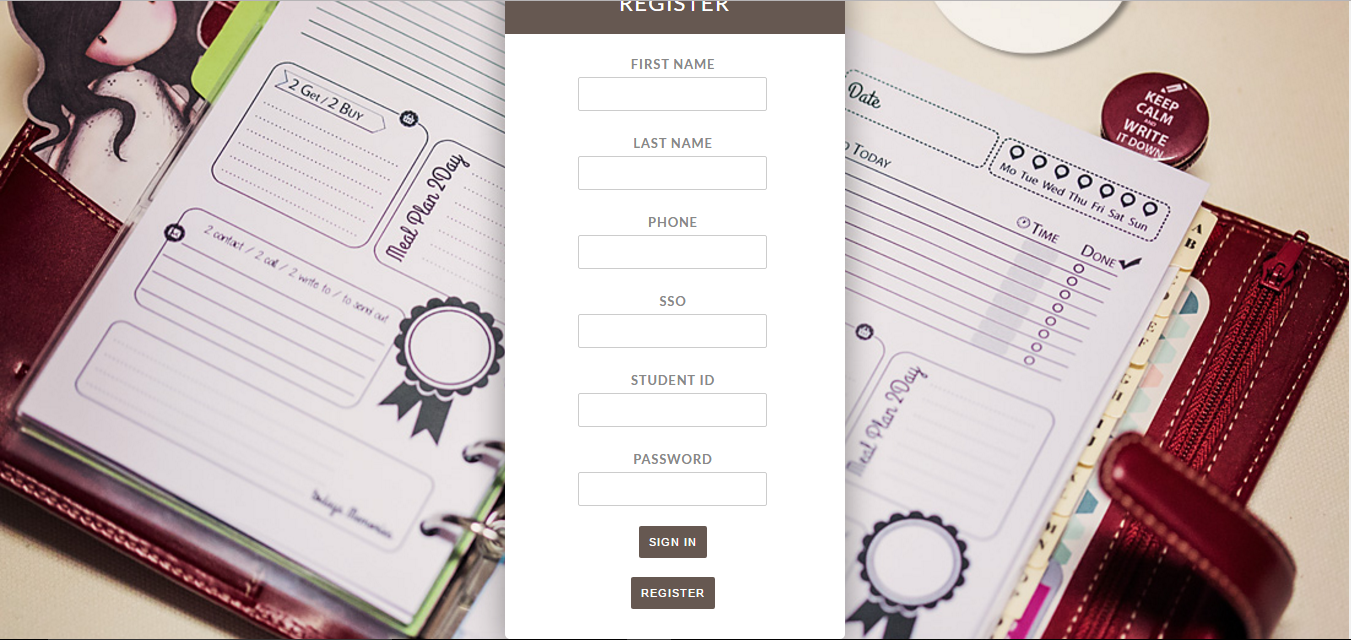 REGISTER
FIRST NAME
LAST NAME
PHONE
SSO
STUDENT ID
PASSWORD
SIGN IN
REGISTER
2 GET / 2 BUY
Meal Plan 2Day
2 contact / 2 call / 2 write to / to send out
Date
TODAY
Mo Tue Wed Thu Fri Sat Sun
TIME
DONE
Meal Plan 2Day
KEEP
CALM
AND
WRITE
IT DOWN
A
B